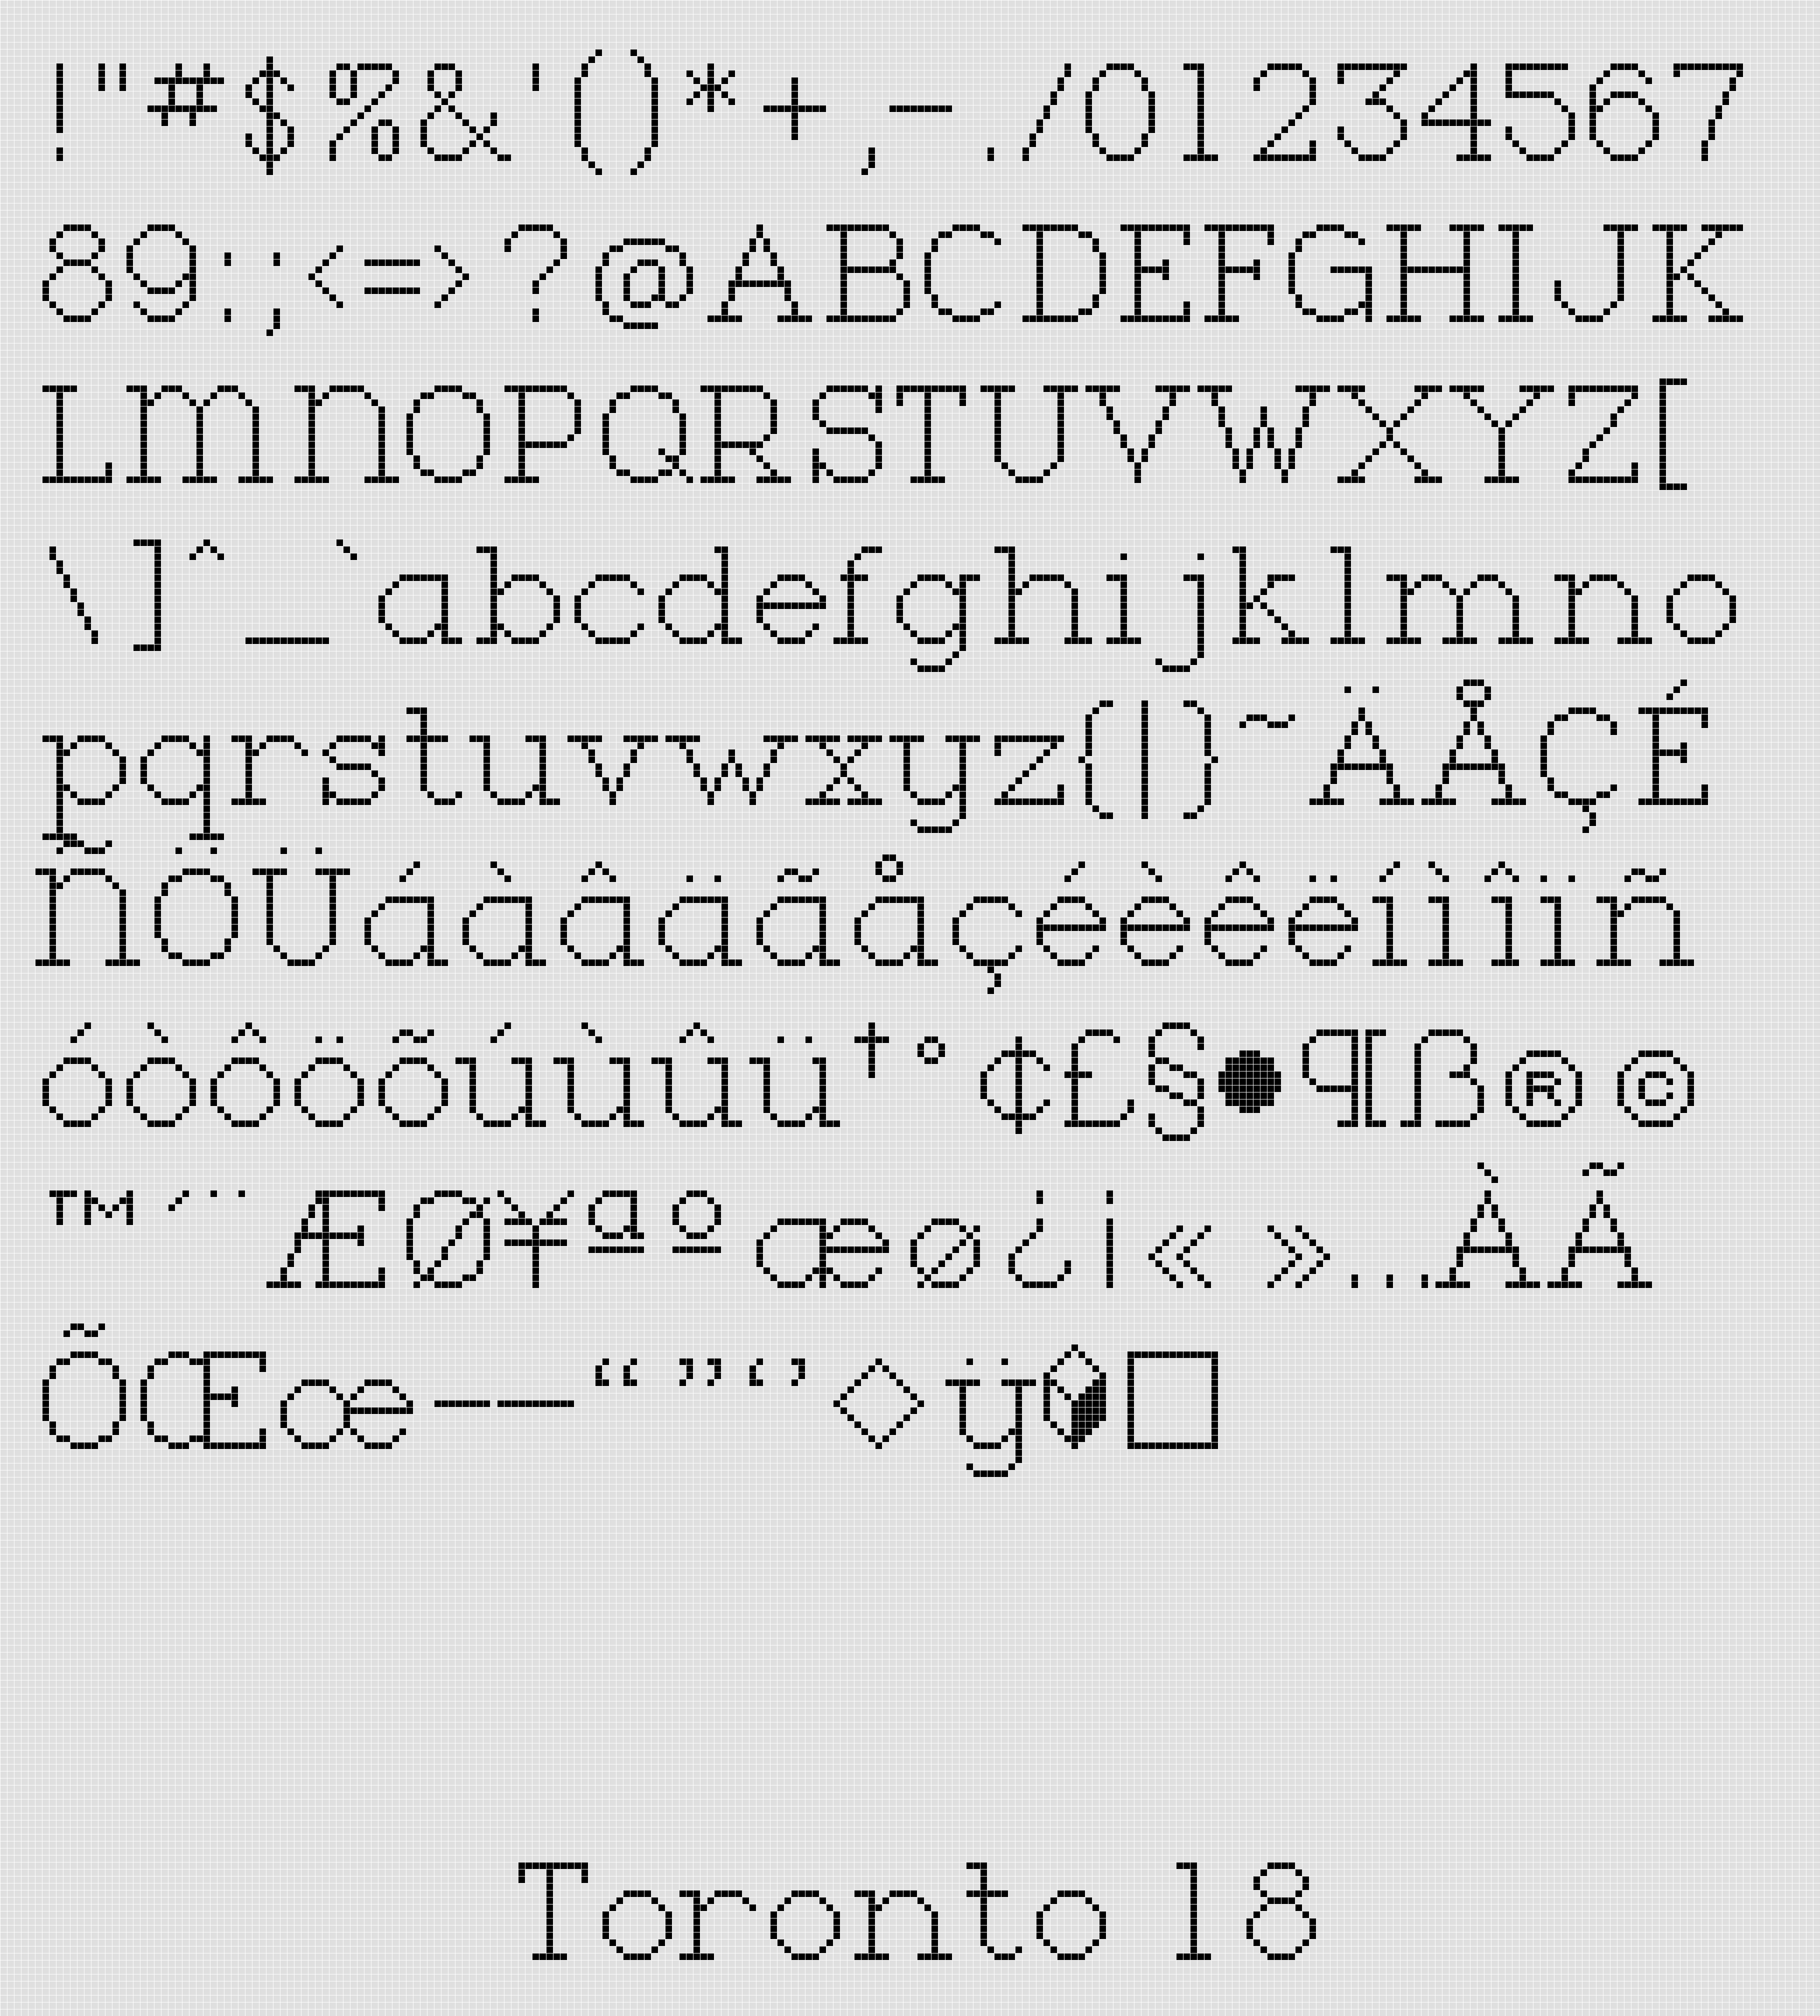 !"#$%&'()*+,-./01234567
89:;<=>?@ABCDEFGHIJK
LmnOPQRSTUVWXYZ[
\]^_`abcdefghijklmno
pqrstuvwxyz{|}~ÄÅÇÉ
ÑÖÜáàâäãåçéèêëíìîïñ
óòôöõúùûü†°¢£§●¶ß®©
™´¨ÆØ¥ªºæø¿¡«»…ÀÃ
ÕŒœ–—“”‘’◇ÿ□
Toronto 18